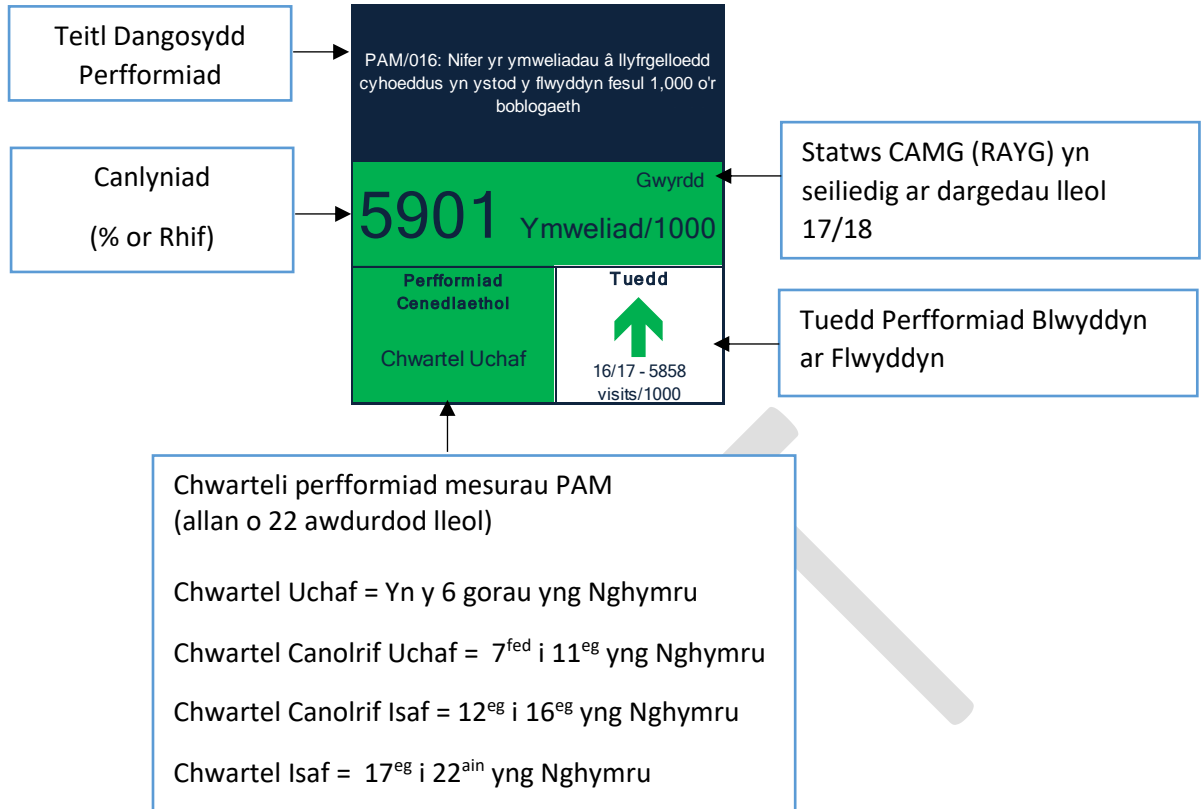 Teitl Dangosydd
Perfformiad
PAM/016: Nifer yr ymweliadau â llyfrgelloedd
cyhoeddus yn ystod y flwyddyn fesul 1,000 o'r
boblogaeth
Canlyniad
(% or Rhif)
Gwyrdd
5901 Ymweliad/1000
Statws CAMG (RAYG) yn
seiliedig ar dargedau lleol
17/18
Perfformiad
Cenedlaethol
Chwartel Uchaf
Tuedd
16/17 - 5858
visits/1000
Tuedd Perfformiad Blwyddyn
ar Flwyddyn
Chwarteli perfformiad mesurau PAM
(allan o 22 awdurdod lleol)
Chwartel Uchaf = Yn y 6 gorau yng Nghymru
Chwartel Canolrif Uchaf = 7fed i 11eg yng Nghymru
Chwartel Canolrif Isaf = 12eg i 16eg yng Nghymru
Chwartel Isaf = 17eg i 22ain yng Nghymru